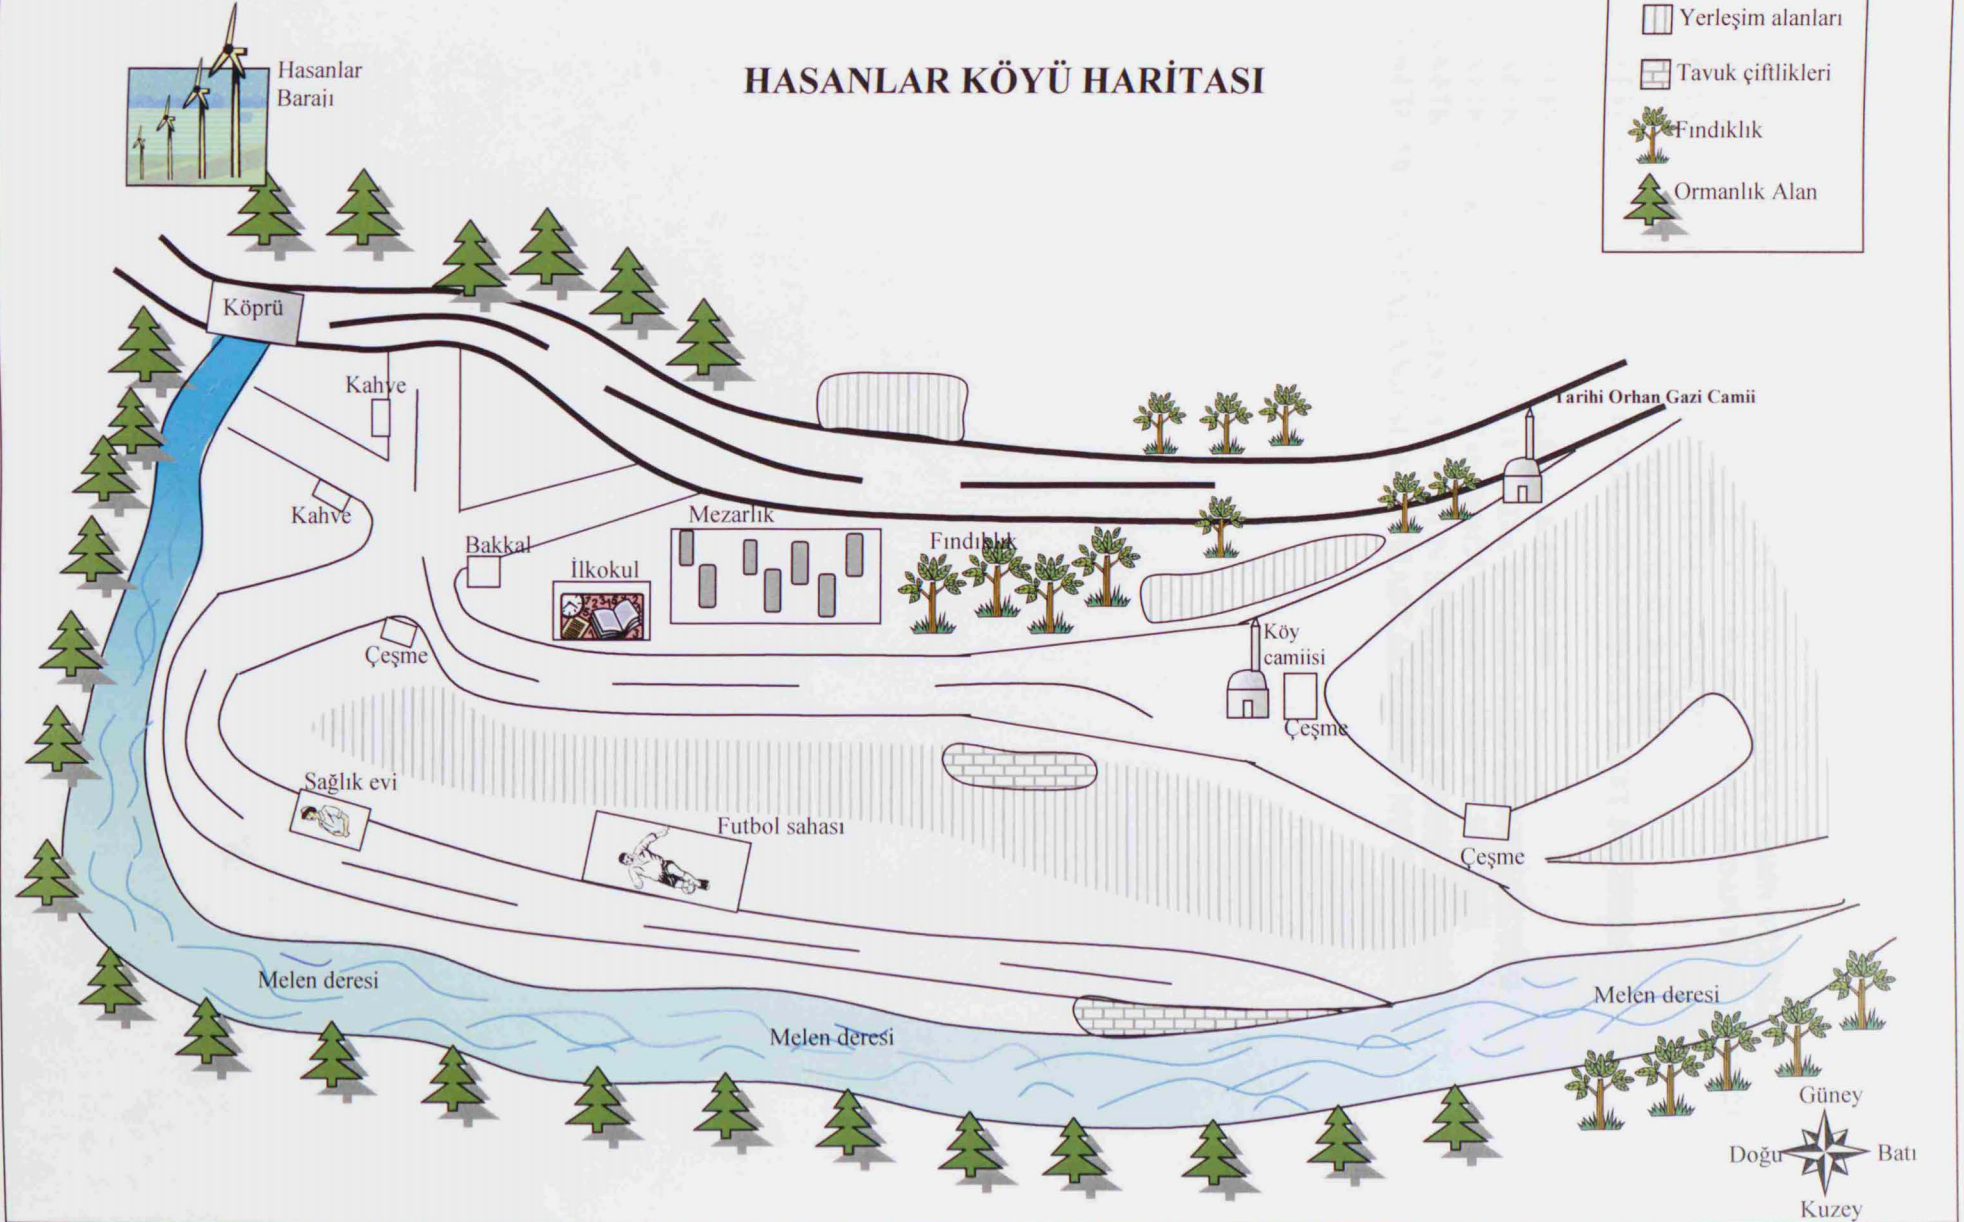 Yerleşim alanları
Tavuk çiftlikleri
Fındıklık
Ormanlık Alan
HASANLAR KÖYÜ HARİTASI
Hasanlar
Barajı
Köprü
Kahve
Tarihi Orhan Gazi Camii
Kahve
Mezarlık
Fındıklık
Bakkal
İlkokul
Köy
camiisi
Çeşme
Çeşme
Sağlık evi
Futbol sahası
Çeşme
Melen deresi
Melen deresi
Melen deresi
Güney
Doğu
Batı
Kuzey